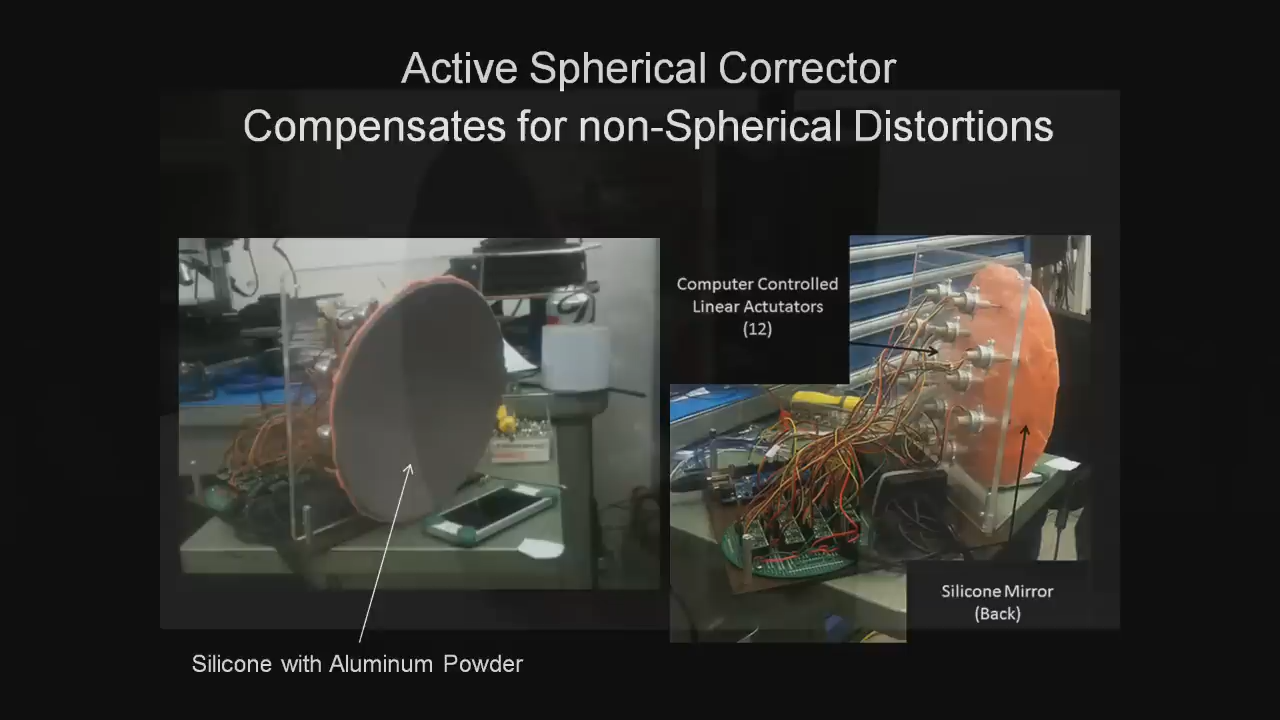 Active Spherical Corrector
Compensates for non-Spherical Distortions
Computer Controlled
Linear Actutators
(12)
Silicone Mirror
(Back)
Silicone with Aluminum Powder